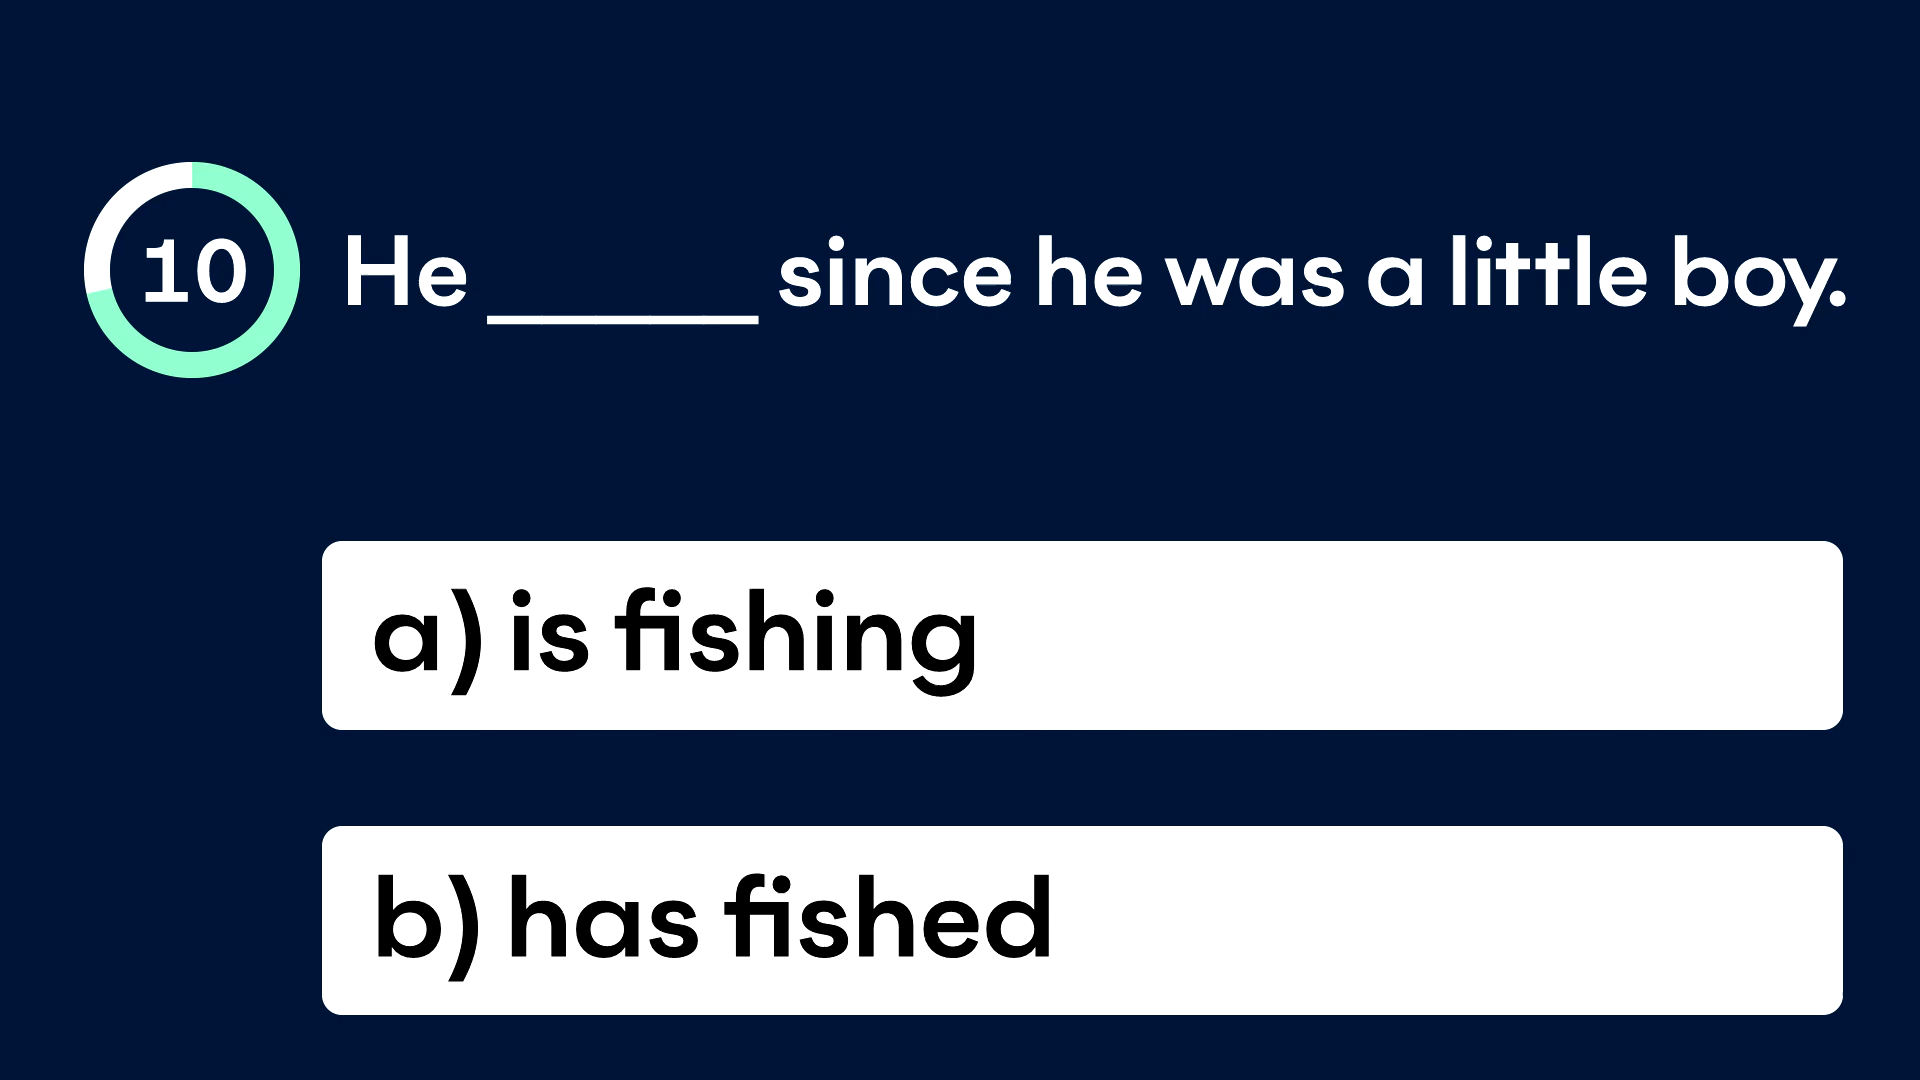 10
He _____ since he was a little boy.
a) is fishing
b) has fished